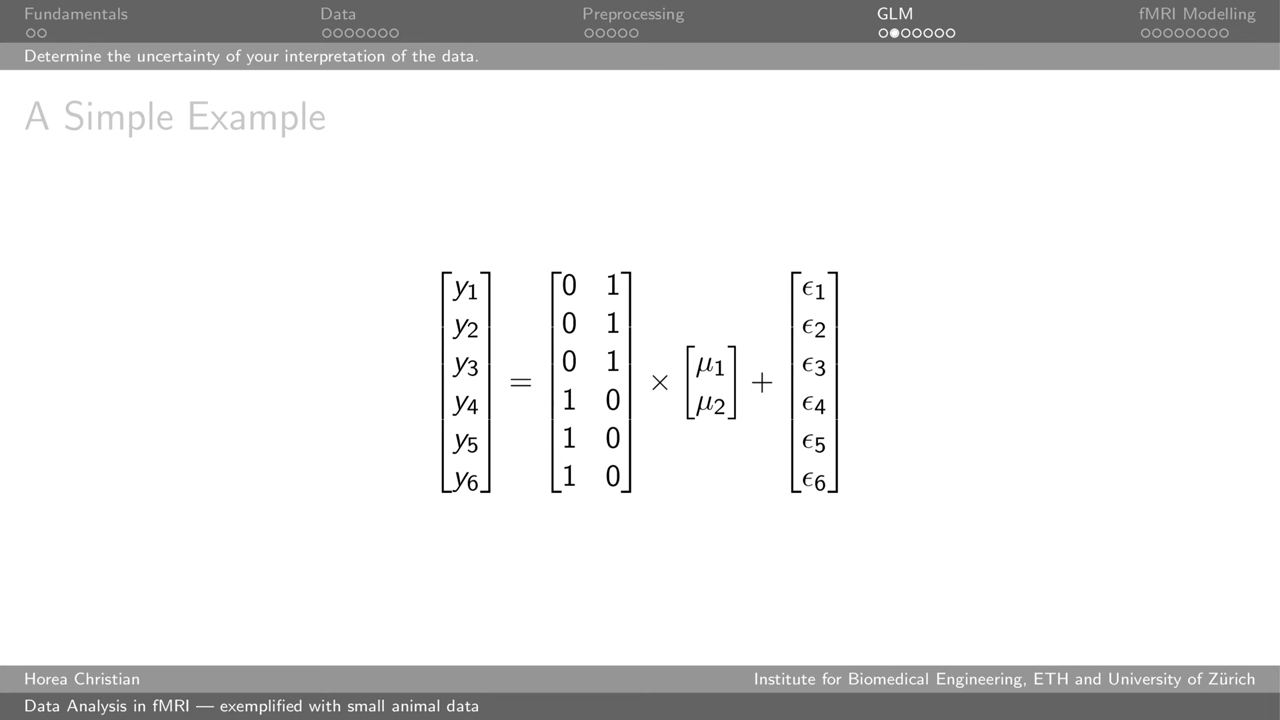 Fundamentals Data Preprocessing GLM fMRI Modelling
Determine the uncertainty of your interpretation of the data.
A Simple Example
y1 0 1 ϵ1
y2 0 1 ϵ2
y3 0 1 μ1 ϵ3
= × +
y4 1 0 μ2 ϵ4
y5 1 0 ϵ5
y6 1 0 ϵ6
Horea Christian Institute for Biomedical Engineering, ETH and University of Zürich
Data Analysis in fMRI — exemplified with small animal data